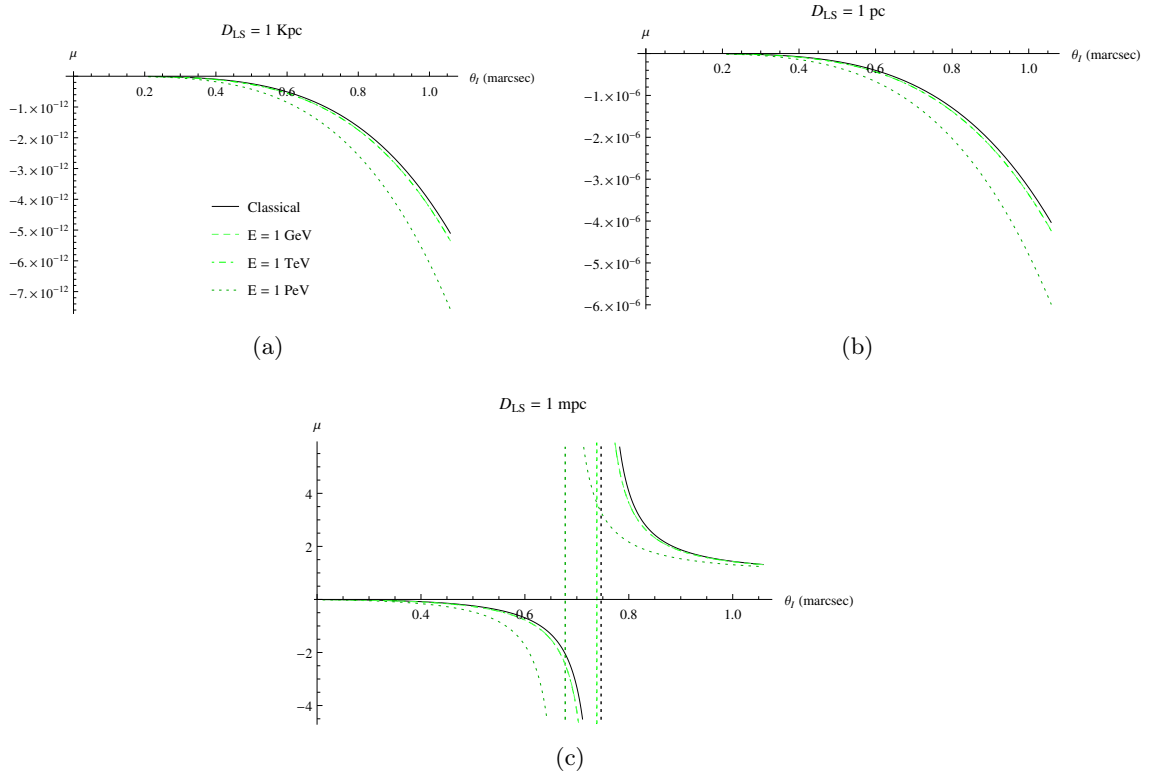 D_LS = 1 Kpc
μ
θ_I (marcsec)
0.2 0.4 0.6 0.8 1.0
-1.×10^-12
-2.×10^-12
-3.×10^-12
-4.×10^-12
-5.×10^-12
-6.×10^-12
-7.×10^-12
Classical
E = 1 GeV
E = 1 TeV
E = 1 PeV
(a)
D_LS = 1 pc
μ
θ_I (marcsec)
0.2 0.4 0.6 0.8 1.0
-1.×10^-6
-2.×10^-6
-3.×10^-6
-4.×10^-6
-5.×10^-6
-6.×10^-6
(b)
D_LS = 1 mpc
μ
4
2
θ_I (marcsec)
0.4 0.6 0.8 1.0
-2
-4
(c)